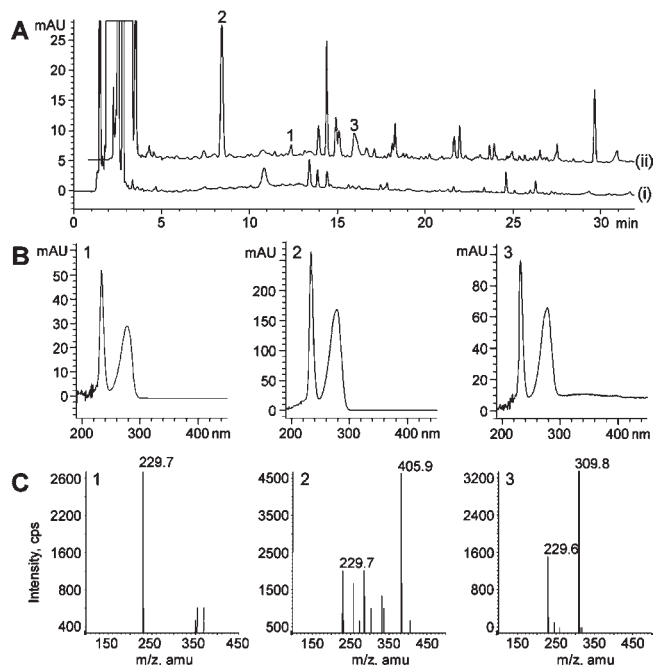 A
mAU
25
20
15
10
5
0
2
1
3
(ii)
(i)
0 5 10 15 20 25 30 min
B
mAU 1
50
40
30
20
10
0
200 300 400 nm
mAU 2
250
200
150
100
50
0
200 300 400 nm
mAU 3
80
60
40
20
0
200 300 400 nm
C
Intensity, cps
1
229.7
2600
2200
1600
800
400
150 250 350 450
m/z, amu
2
405.9
229.7
4500
3500
2500
1500
500
150 250 350 450
m/z, amu
3
309.8
229.6
3200
2400
1600
800
0
150 250 350 450
m/z, amu